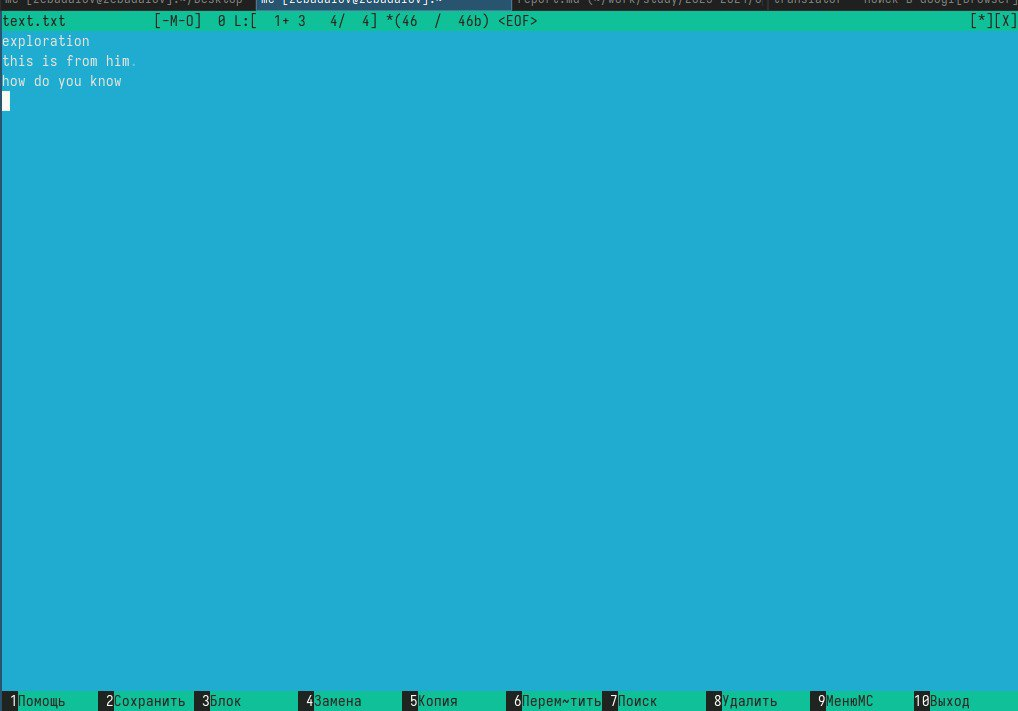 text.txt [-M-O] 0 L:[ 1+ 3 4/ 4] *(46 / 46b) <EOF> [*][X]
exploration
this is from him.
how do you know
1Помощь 2Сохранить 3Блок 4Замена 5Копия 6Перем~тить 7Поиск 8Удалить 9МенюMC 10Выход